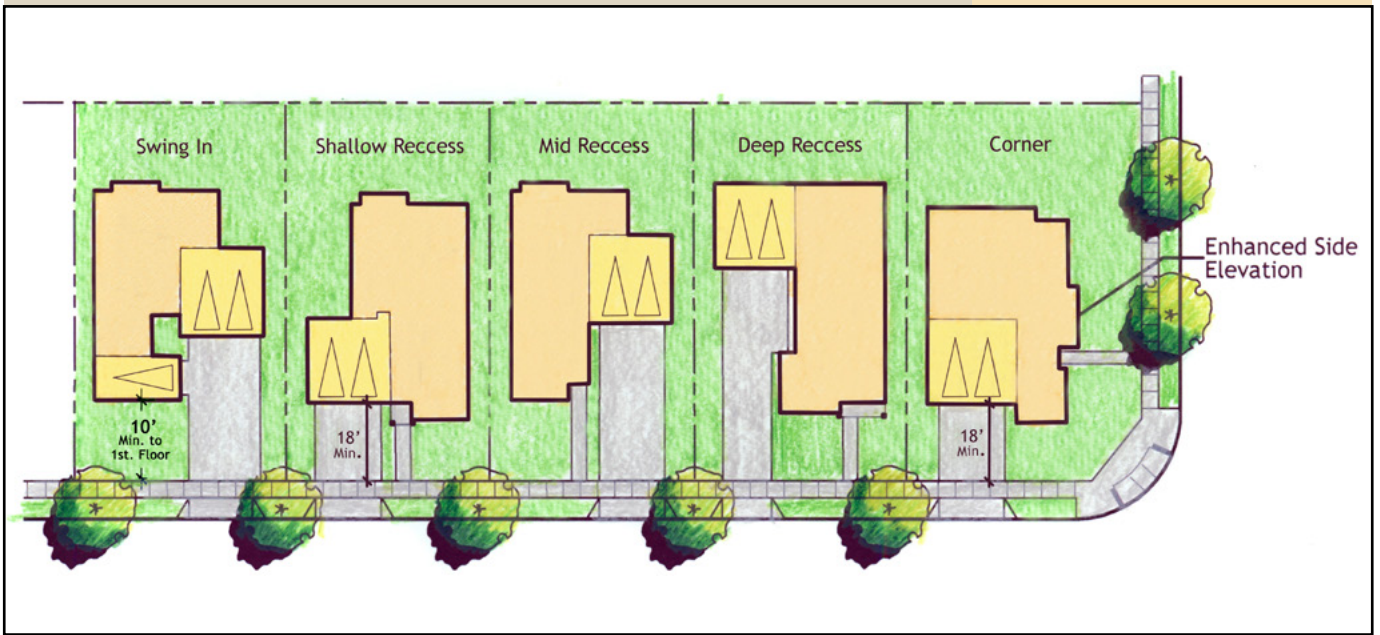 Swing In
Shallow Reccess
Mid Reccess
Deep Reccess
Corner
Enhanced Side
Elevation
10'
Min. to
1st. Floor
18'
Min.
18'
Min.